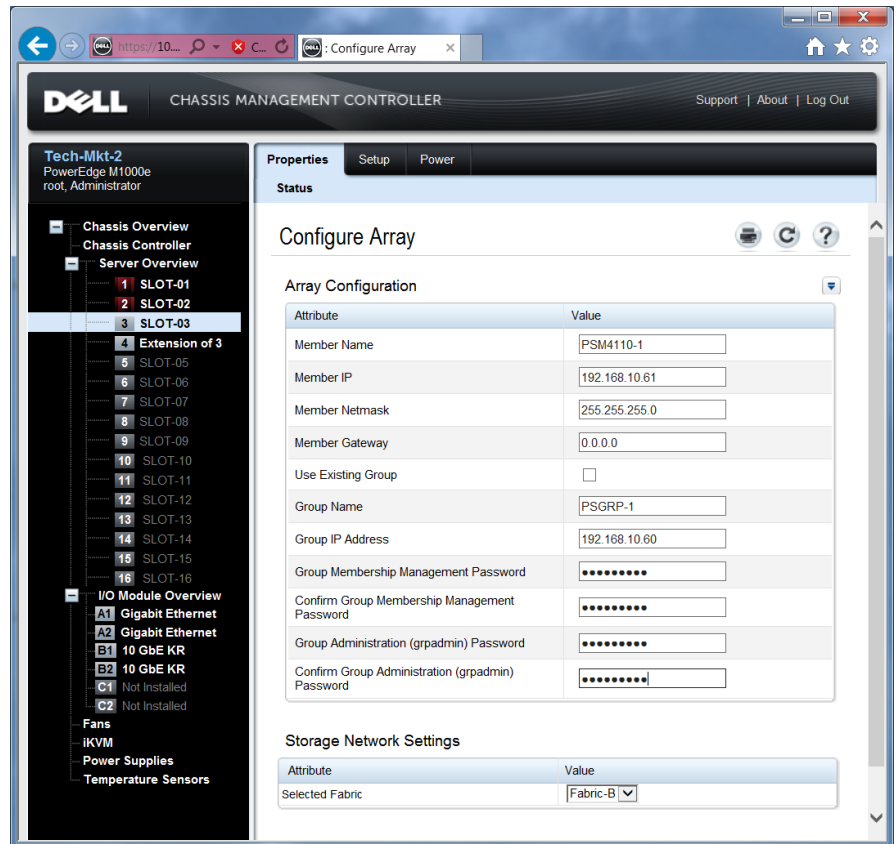 https://10....
C...
: Configure Array
DELL
CHASSIS MANAGEMENT CONTROLLER
Support | About | Log Out
Tech-Mkt-2
PowerEdge M1000e
root, Administrator
Properties Setup Power
Status
Chassis Overview
Chassis Controller
Server Overview
1 SLOT-01
2 SLOT-02
3 SLOT-03
4 Extension of 3
5 SLOT-05
6 SLOT-06
7 SLOT-07
8 SLOT-08
9 SLOT-09
10 SLOT-10
11 SLOT-11
12 SLOT-12
13 SLOT-13
14 SLOT-14
15 SLOT-15
16 SLOT-16
I/O Module Overview
A1 Gigabit Ethernet
A2 Gigabit Ethernet
B1 10 GbE KR
B2 10 GbE KR
C1 Not Installed
C2 Not Installed
Fans
iKVM
Power Supplies
Temperature Sensors
Configure Array
Array Configuration
Attribute Value
Member Name PSM4110-1
Member IP 192.168.10.61
Member Netmask 255.255.255.0
Member Gateway 0.0.0.0
Use Existing Group
Group Name PSGRP-1
Group IP Address 192.168.10.60
Group Membership Management Password •••••••••
Confirm Group Membership Management
Password •••••••••
Group Administration (grpadmin) Password •••••••••
Confirm Group Administration (grpadmin)
Password •••••••••
Storage Network Settings
Attribute Value
Selected Fabric Fabric-B